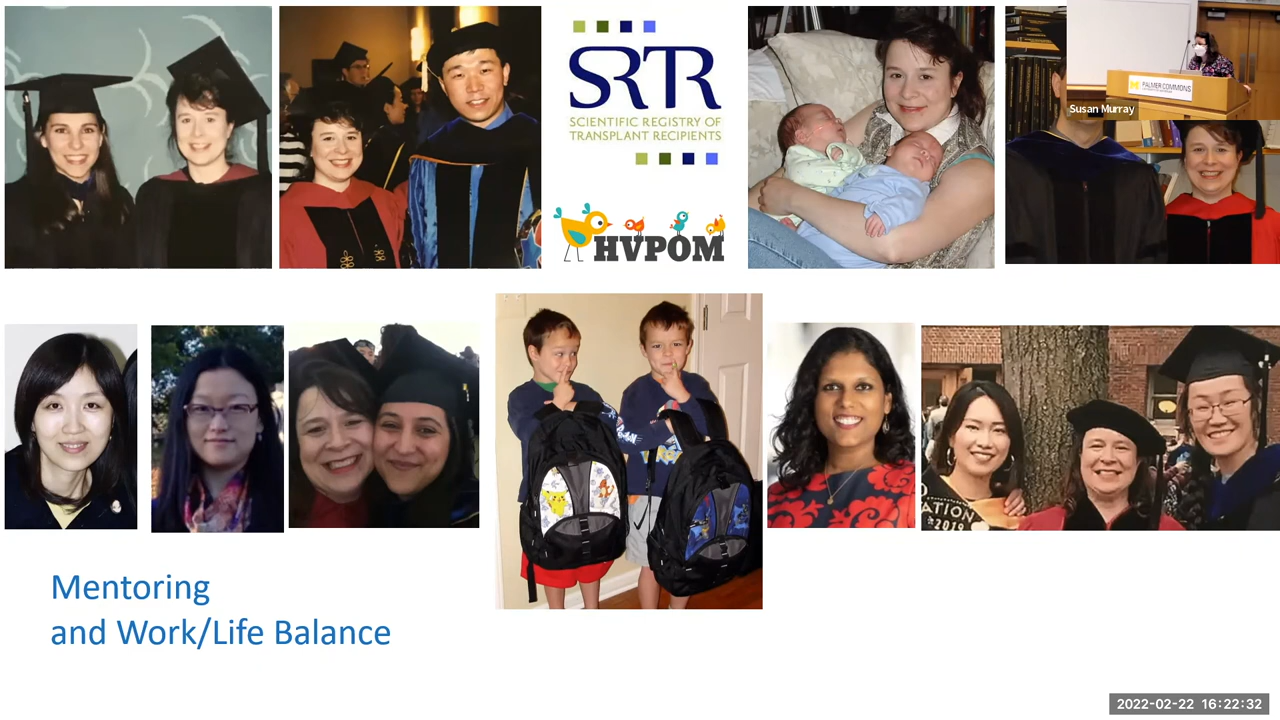 SRTR
SCIENTIFIC REGISTRY OF
TRANSPLANT RECIPIENTS
HVPOM
PALMER COMMONS
Susan Murray
ATION
2019
Mentoring
and Work/Life Balance
2022-02-22 16:22:32